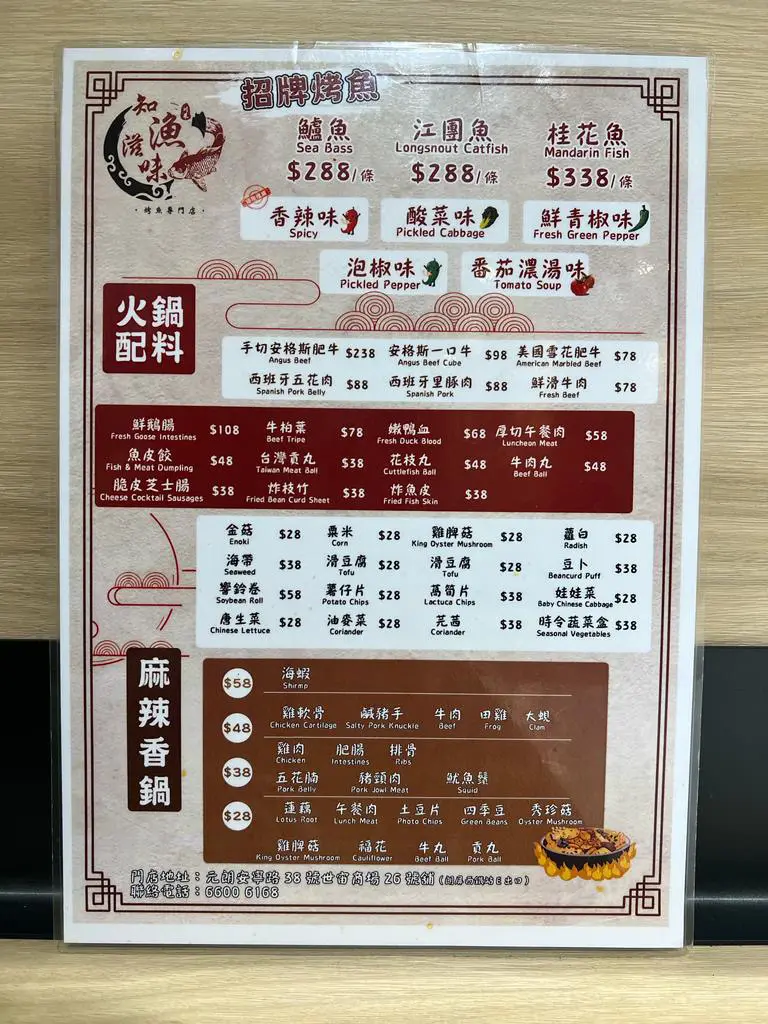 招牌烤魚
知漁滋味
·烤魚專門店·
鱸魚 江團魚 桂花魚
Sea Bass Longsnout Catfish Mandarin Fish
$288/條 $288/條 $338/條
香辣味 酸菜味 鮮青椒味
Spicy Pickled Cabbage Fresh Green Pepper
泡椒味 番茄濃湯味
Pickled Pepper Tomato Soup
火鍋
配料
手切安格斯肥牛 $238 安格斯一口牛 $98 美國雪花肥牛 $78
Angus Beef Angus Beef Cube American Marbled Beef
西班牙五花肉 $88 西班牙里豚肉 $88 鮮滑牛肉 $78
Spanish Pork Belly Spanish Pork Fresh Beef
鮮鵝腸 $108 牛柏葉 $78 嫩鴨血 $68 厚切午餐肉 $58
Fresh Goose Intestines Beef Tripe Fresh Duck Blood Luncheon Meat
魚皮餃 $48 台灣貢丸 $38 花枝丸 $48 牛肉丸 $48
Fish & Meat Dumpling Taiwan Meat Ball Cuttlefish Ball Beef Ball
脆皮芝士腸 $38 炸枝竹 $38 炸魚皮 $38
Cheese Cocktail Sausages Fried Bean Curd Sheet Fried Fish Skin
金菇 $28 粟米 $28 雞脾菇 $28 蘿白 $28
Enoki Corn King Oyster Mushroom Radish
海帶 $38 滑豆腐 $28 滑豆腐 $28 豆卜 $38
Seaweed Tofu Tofu Beancurd Puff
響鈴卷 $58 薯仔片 $28 萵筍片 $38 娃娃菜 $28
Soybean Roll Potato Chips Lactuca Chips Baby Chinese Cabbage
唐生菜 $28 油麥菜 $28 芫茜 $38 時令蔬菜盒 $38
Chinese Lettuce Coriander Coriander Seasonal Vegetables
麻辣香鍋
$58 海蝦
Shirmp
$48 雞軟骨 鹹豬手 牛肉 田雞 大蜆
Chicken Cartilage Salty Pork Knuckle Beef Frog Clam
$38 雞肉 肥腸 排骨
Chicken Intestines Ribs
五花腩 豬頸肉 魷魚鬚
Pork Belly Pork Jowl Meat Squid
$28 蓮藕 午餐肉 土豆片 四季豆 秀珍菇
Lotus Root Lunch Meat Photo Chips Green Beans Oyster Mushroom
雞脾菇 福花 牛丸 貢丸
King Oyster Mushroom Cauliflower Beef Ball Pork Ball
門店地址：元朗安寧路 38 號世宙商場 26 號舖（朗屏西鐵站 E 出口）
聯絡電話：6600 6168